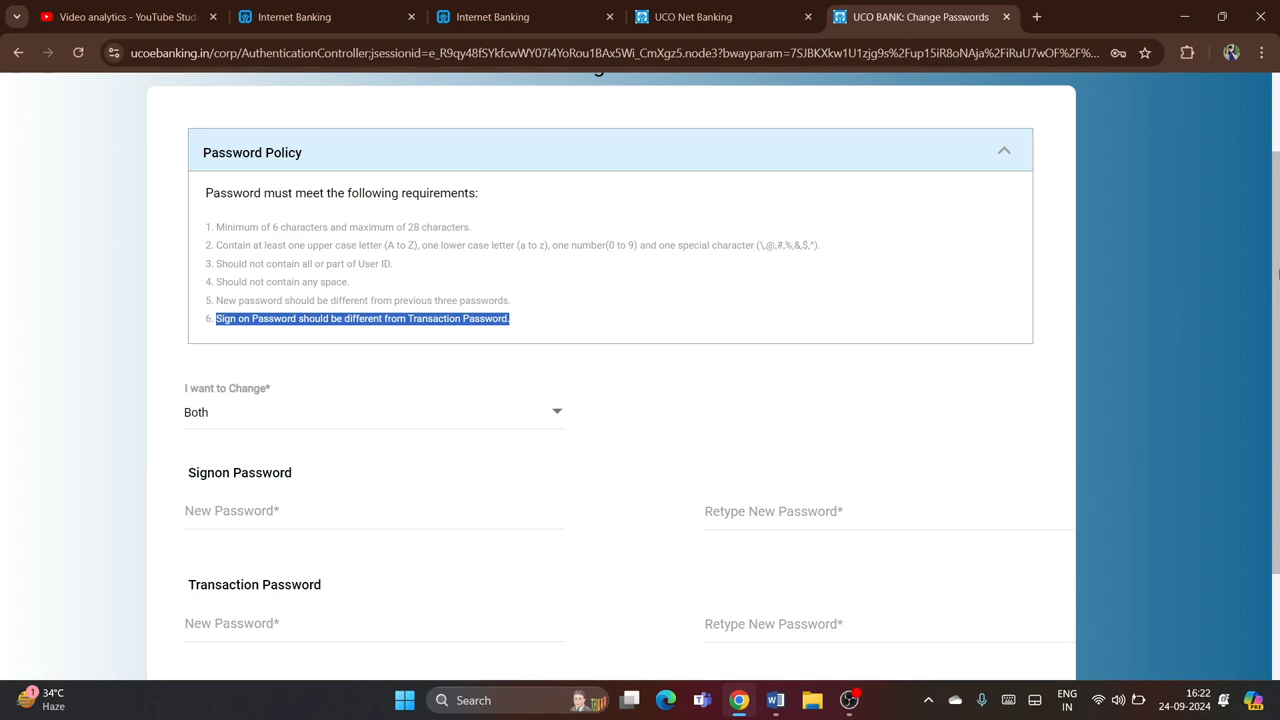 Video analytics - YouTube Stud
Internet Banking
Internet Banking
UCO Net Banking
UCO BANK: Change Passwords
ucoebanking.in/corp/AuthenticationController;jsessionid=e_R9qy48fSYkfcwWY07i4YoRou1BAx5Wi_CmXgz5.node3?bwayparam=7SJBKXkw1U1zjg9s%2Fup15iR8oNAja%2FiRuU7wOF%2F%...
Password Policy
Password must meet the following requirements:
1. Minimum of 6 characters and maximum of 28 characters.
2. Contain at least one upper case letter (A to Z), one lower case letter (a to z), one number(0 to 9) and one special character (\,@,#,%,&,$,^).
3. Should not contain all or part of User ID.
4. Should not contain any space.
5. New password should be different from previous three passwords.
6. Sign on Password should be different from Transaction Password.
I want to Change*
Both
Signon Password
New Password*
Retype New Password*
Transaction Password
New Password*
Retype New Password*
1
34°C
Haze
Search
ENG
IN
16:22
24-09-2024
PRE